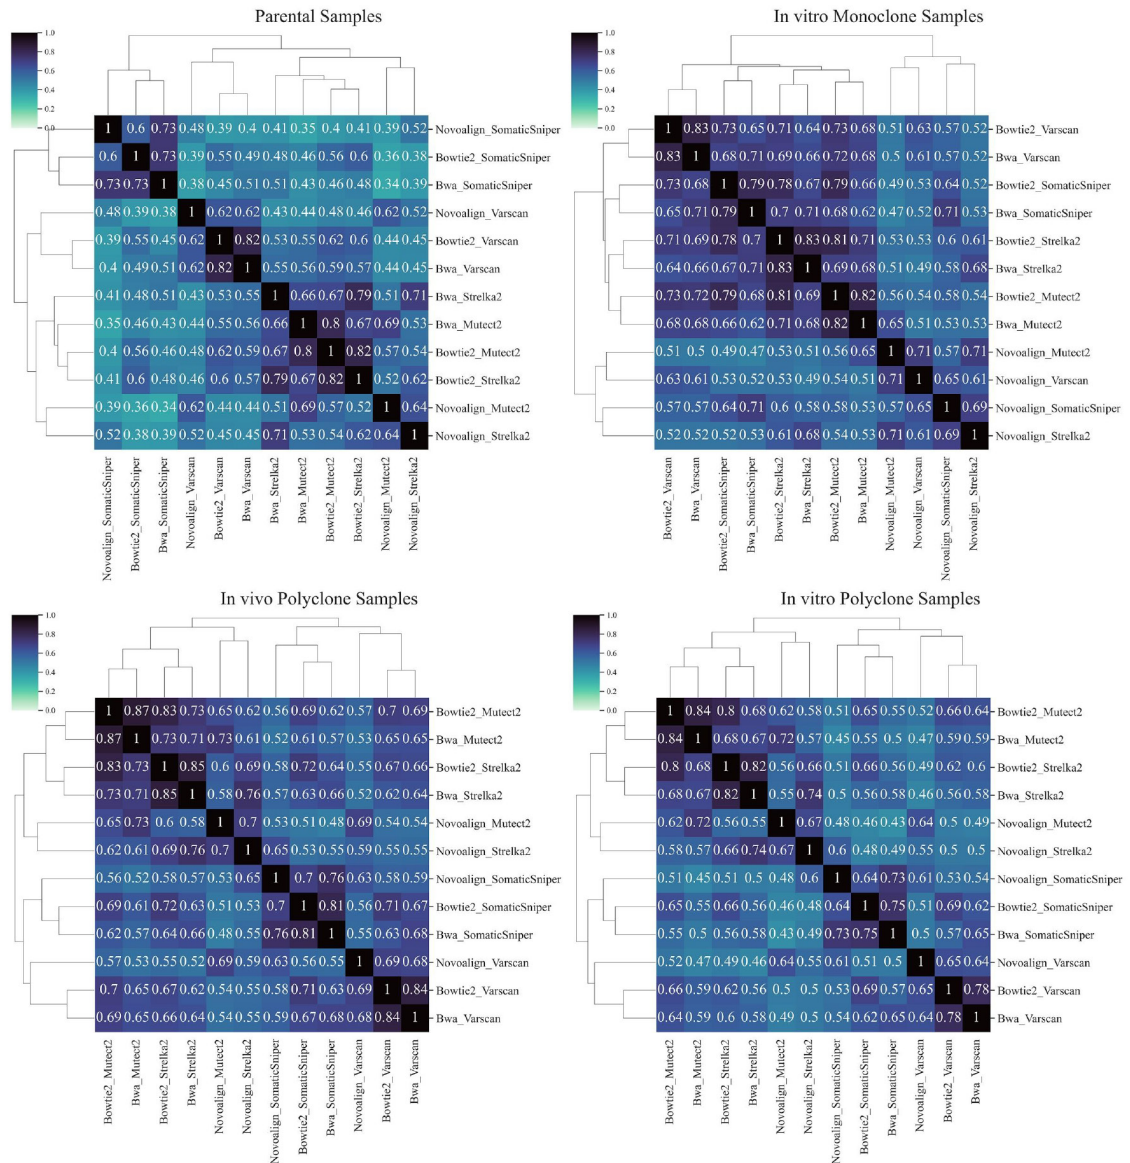 Parental Samples
1.0
0.8
0.6
0.4
0.2
0.0
1 0.6 0.73 0.48 0.39 0.4 0.41 0.35 0.4 0.41 0.39 0.52 Novoalign_SomaticSniper
0.6 1 0.73 0.39 0.55 0.49 0.48 0.46 0.56 0.6 0.36 0.38 Bowtie2_SomaticSniper
0.73 0.73 1 0.38 0.45 0.51 0.51 0.43 0.46 0.48 0.34 0.39 Bwa_SomaticSniper
0.48 0.39 0.38 1 0.62 0.62 0.43 0.44 0.48 0.46 0.62 0.52 Novoalign_Varscan
0.39 0.55 0.45 0.62 1 0.82 0.53 0.55 0.62 0.6 0.44 0.45 Bowtie2_Varscan
0.4 0.49 0.51 0.62 0.82 1 0.55 0.56 0.59 0.57 0.44 0.45 Bwa_Varscan
0.41 0.48 0.51 0.43 0.53 0.55 1 0.66 0.67 0.79 0.51 0.71 Bwa_Strelka2
0.35 0.46 0.43 0.44 0.55 0.56 0.66 1 0.8 0.67 0.69 0.53 Bwa_Mutect2
0.4 0.56 0.46 0.48 0.62 0.59 0.67 0.8 1 0.82 0.57 0.54 Bowtie2_Mutect2
0.41 0.6 0.48 0.46 0.6 0.57 0.79 0.67 0.82 1 0.52 0.62 Bowtie2_Strelka2
0.39 0.36 0.34 0.62 0.44 0.44 0.51 0.69 0.57 0.52 1 0.64 Novoalign_Mutect2
0.52 0.38 0.39 0.52 0.45 0.45 0.71 0.53 0.54 0.62 0.64 1 Novoalign_Strelka2
Novoalign_SomaticSniper
Bowtie2_SomaticSniper
Bwa_SomaticSniper
Novoalign_Varscan
Bowtie2_Varscan
Bwa_Varscan
Bwa_Strelka2
Bwa_Mutect2
Bowtie2_Mutect2
Bowtie2_Strelka2
Novoalign_Mutect2
Novoalign_Strelka2
In vitro Monoclone Samples
1.0
0.8
0.6
0.4
0.2
0.0
1 0.83 0.73 0.65 0.71 0.64 0.73 0.68 0.51 0.63 0.57 0.52 Bowtie2_Varscan
0.83 1 0.68 0.71 0.69 0.66 0.72 0.68 0.5 0.61 0.57 0.52 Bwa_Varscan
0.73 0.68 1 0.79 0.78 0.67 0.79 0.66 0.49 0.53 0.64 0.52 Bowtie2_SomaticSniper
0.65 0.71 0.79 1 0.7 0.71 0.68 0.62 0.47 0.52 0.71 0.53 Bwa_SomaticSniper
0.71 0.69 0.78 0.7 1 0.83 0.81 0.71 0.53 0.53 0.6 0.61 Bowtie2_Strelka2
0.64 0.66 0.67 0.71 0.83 1 0.69 0.68 0.51 0.49 0.58 0.68 Bwa_Strelka2
0.73 0.72 0.79 0.68 0.81 0.69 1 0.82 0.56 0.54 0.58 0.54 Bowtie2_Mutect2
0.68 0.68 0.66 0.62 0.71 0.68 0.82 1 0.65 0.51 0.53 0.53 Bwa_Mutect2
0.51 0.5 0.49 0.47 0.53 0.51 0.56 0.65 1 0.71 0.57 0.71 Novoalign_Mutect2
0.63 0.61 0.53 0.52 0.53 0.49 0.54 0.51 0.71 1 0.65 0.61 Novoalign_Varscan
0.57 0.57 0.64 0.71 0.6 0.58 0.58 0.53 0.57 0.65 1 0.69 Novoalign_SomaticSniper
0.52 0.52 0.52 0.53 0.61 0.68 0.54 0.53 0.71 0.61 0.69 1 Novoalign_Strelka2
Bowtie2_Varscan
Bwa_Varscan
Bowtie2_SomaticSniper
Bwa_SomaticSniper
Bowtie2_Strelka2
Bwa_Strelka2
Bowtie2_Mutect2
Bwa_Mutect2
Novoalign_Mutect2
Novoalign_Varscan
Novoalign_SomaticSniper
Novoalign_Strelka2
In vivo Polyclone Samples
1.0
0.8
0.6
0.4
0.2
0.0
1 0.87 0.83 0.73 0.65 0.62 0.56 0.69 0.62 0.57 0.7 0.69 Bowtie2_Mutect2
0.87 1 0.73 0.71 0.73 0.61 0.52 0.61 0.57 0.53 0.65 0.65 Bwa_Mutect2
0.83 0.73 1 0.85 0.6 0.69 0.58 0.72 0.64 0.55 0.67 0.66 Bowtie2_Strelka2
0.73 0.71 0.85 1 0.58 0.76 0.57 0.63 0.66 0.52 0.62 0.64 Bwa_Strelka2
0.65 0.73 0.6 0.58 1 0.7 0.53 0.51 0.48 0.69 0.54 0.54 Novoalign_Mutect2
0.62 0.61 0.69 0.76 0.7 1 0.65 0.53 0.55 0.59 0.55 0.55 Novoalign_Strelka2
0.56 0.52 0.58 0.57 0.53 0.65 1 0.7 0.76 0.63 0.58 0.59 Novoalign_SomaticSniper
0.69 0.61 0.72 0.63 0.51 0.53 0.7 1 0.81 0.56 0.71 0.67 Bowtie2_SomaticSniper
0.62 0.57 0.64 0.66 0.48 0.55 0.76 0.81 1 0.55 0.63 0.68 Bwa_SomaticSniper
0.57 0.53 0.55 0.52 0.69 0.59 0.63 0.56 0.55 1 0.69 0.68 Novoalign_Varscan
0.7 0.65 0.67 0.62 0.54 0.55 0.58 0.71 0.63 0.69 1 0.84 Bowtie2_Varscan
0.69 0.65 0.66 0.64 0.54 0.55 0.59 0.67 0.68 0.68 0.84 1 Bwa_Varscan
Bowtie2_Mutect2
Bwa_Mutect2
Bowtie2_Strelka2
Bwa_Strelka2
Novoalign_Mutect2
Novoalign_Strelka2
Novoalign_SomaticSniper
Bowtie2_SomaticSniper
Bwa_SomaticSniper
Novoalign_Varscan
Bowtie2_Varscan
Bwa_Varscan
In vitro Polyclone Samples
1.0
0.8
0.6
0.4
0.2
0.0
1 0.84 0.8 0.68 0.62 0.58 0.51 0.65 0.55 0.52 0.66 0.64 Bowtie2_Mutect2
0.84 1 0.68 0.67 0.72 0.57 0.45 0.55 0.5 0.47 0.59 0.59 Bwa_Mutect2
0.8 0.68 1 0.82 0.56 0.66 0.51 0.66 0.56 0.49 0.62 0.6 Bowtie2_Strelka2
0.68 0.67 0.82 1 0.55 0.74 0.5 0.56 0.58 0.46 0.56 0.58 Bwa_Strelka2
0.62 0.72 0.56 0.55 1 0.67 0.48 0.46 0.43 0.64 0.5 0.49 Novoalign_Mutect2
0.58 0.57 0.66 0.74 0.67 1 0.6 0.48 0.49 0.55 0.5 0.5 Novoalign_Strelka2
0.51 0.45 0.51 0.5 0.48 0.6 1 0.64 0.73 0.61 0.53 0.54 Novoalign_SomaticSniper
0.65 0.55 0.66 0.56 0.46 0.48 0.64 1 0.75 0.51 0.69 0.62 Bowtie2_SomaticSniper
0.55 0.5 0.56 0.58 0.43 0.49 0.73 0.75 1 0.5 0.57 0.65 Bwa_SomaticSniper
0.52 0.47 0.49 0.46 0.64 0.55 0.61 0.51 0.5 1 0.65 0.64 Novoalign_Varscan
0.66 0.59 0.62 0.56 0.5 0.5 0.53 0.69 0.57 0.65 1 0.78 Bowtie2_Varscan
0.64 0.59 0.6 0.58 0.49 0.5 0.54 0.62 0.65 0.64 0.78 1 Bwa_Varscan
Bowtie2_Mutect2
Bwa_Mutect2
Bowtie2_Strelka2
Bwa_Strelka2
Novoalign_Mutect2
Novoalign_Strelka2
Novoalign_SomaticSniper
Bowtie2_SomaticSniper
Bwa_SomaticSniper
Novoalign_Varscan
Bowtie2_Varscan
Bwa_Varscan